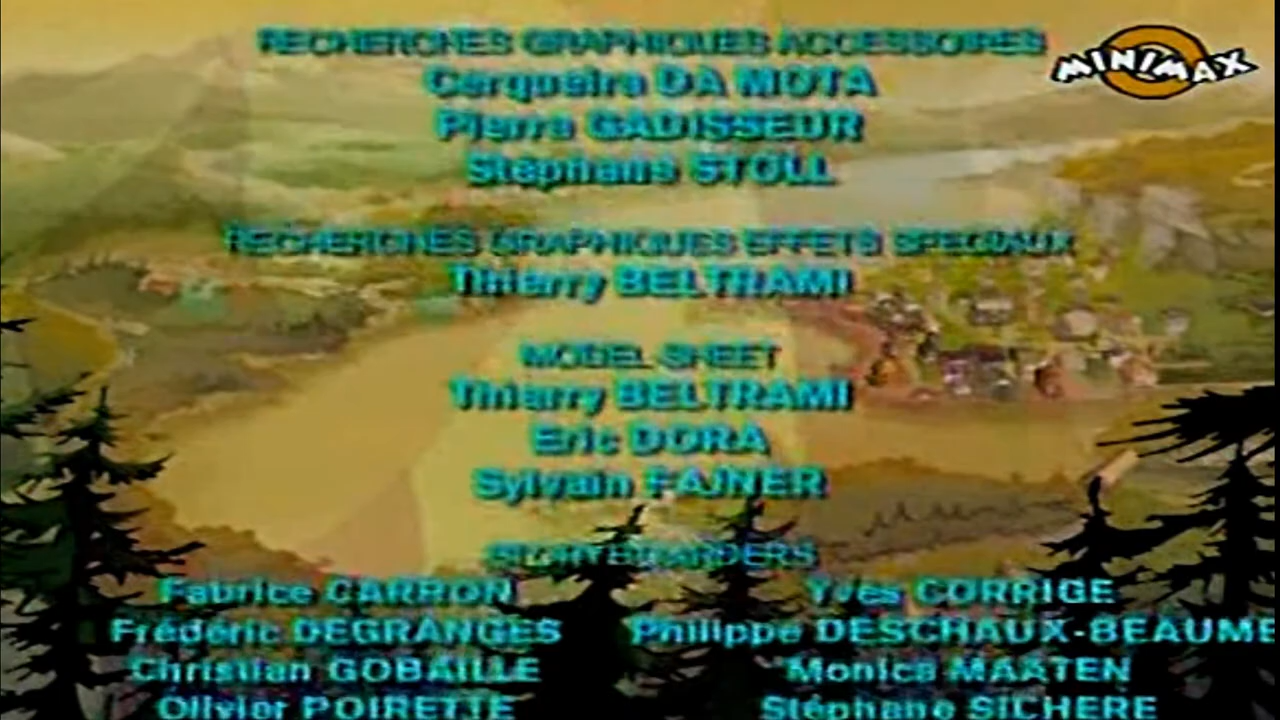 RECHERCHES GRAPHIQUES ACCESSOIRES
MINIMAX
Cerqueira DA MOTA
Pierre GADISSEUR
Stéphane STOLL
RECHERCHES GRAPHIQUES EFFETS SPECIAUX
Thierry BELTRAMI
MODEL SHEET
Thierry BELTRAMI
Eric DORA
Sylvain FAJNER
STORYBOARDERS
Fabrice CARRON Yves CORRIGE
Frédéric DEGRANGES Philippe DESCHAUX-BEAUME
Christian GOBAILLE Monica MAATEN
Olivier POIRETTE Stéphane SICHERE